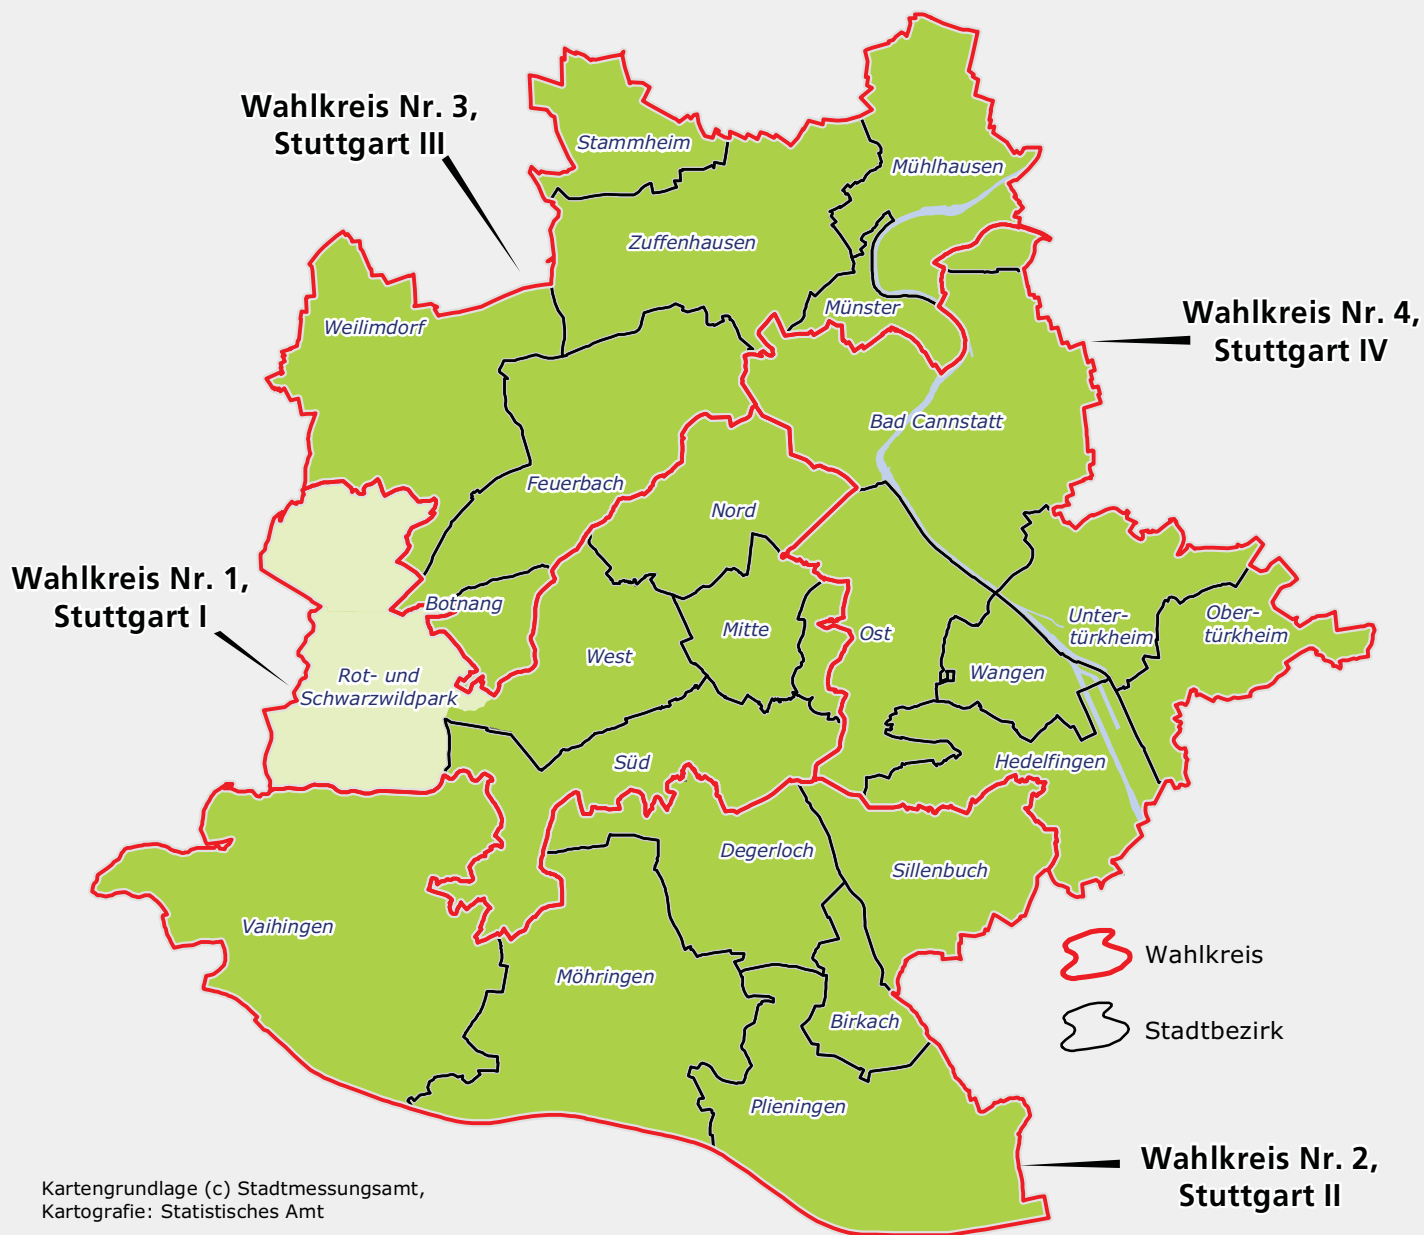 Wahlkreis Nr. 3,
Stuttgart III
Stammheim
Mühlhausen
Zuffenhausen
Weilimdorf
Münster
Wahlkreis Nr. 4,
Stuttgart IV
Bad Cannstatt
Feuerbach
Nord
Wahlkreis Nr. 1,
Stuttgart I
Botnang
Mitte
Ost
Unter-
türkheim
Ober-
türkheim
West
Wangen
Rot- und
Schwarzwildpark
Süd
Hedelfingen
Degerloch
Sillenbuch
Vaihingen
Möhringen
Wahlkreis
Birkach
Stadtbezirk
Plieningen
Wahlkreis Nr. 2,
Stuttgart II
Kartengrundlage (c) Stadtmessungsamt,
Kartografie: Statistisches Amt